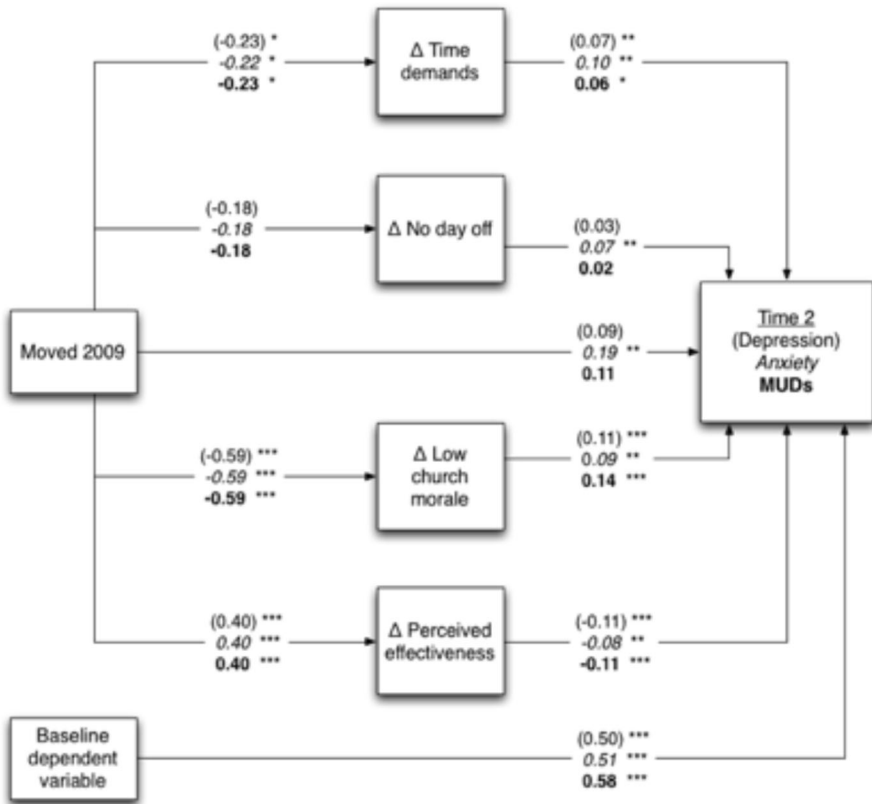 (-0.23) *
-0.22 *
-0.23 *
Δ Time
demands
(0.07) **
0.10 **
0.06 *
(-0.18)
-0.18
-0.18
Δ No day off
(0.03)
0.07 **
0.02
Moved 2009
(0.09)
0.19 **
0.11
Time 2
(Depression)
Anxiety
MUDs
(-0.59) ***
-0.59 ***
-0.59 ***
Δ Low
church
morale
(0.11) ***
0.09 **
0.14 ***
(0.40) ***
0.40 ***
0.40 ***
Δ Perceived
effectiveness
(-0.11) ***
-0.08 **
-0.11 ***
Baseline
dependent
variable
(0.50) ***
0.51 ***
0.58 ***